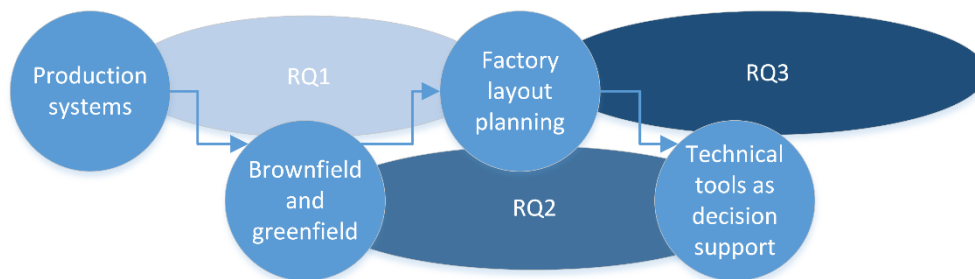 Production
systems
RQ1
Factory
layout
planning
RQ3
Brownfield
and
greenfield
RQ2
Technical
tools as
decision
support